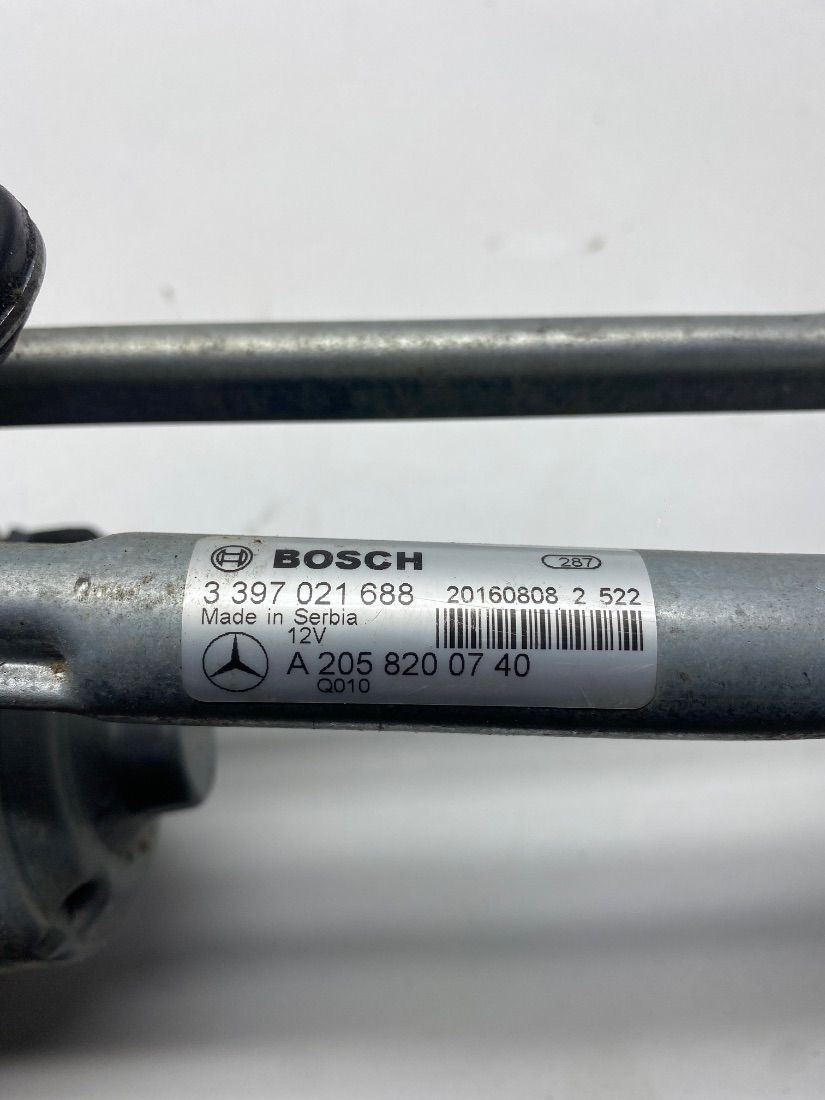 BOSCH 287
3 397 021 688 20160808 2 522
Made in Serbia
12V
A 205 820 07 40
Q010